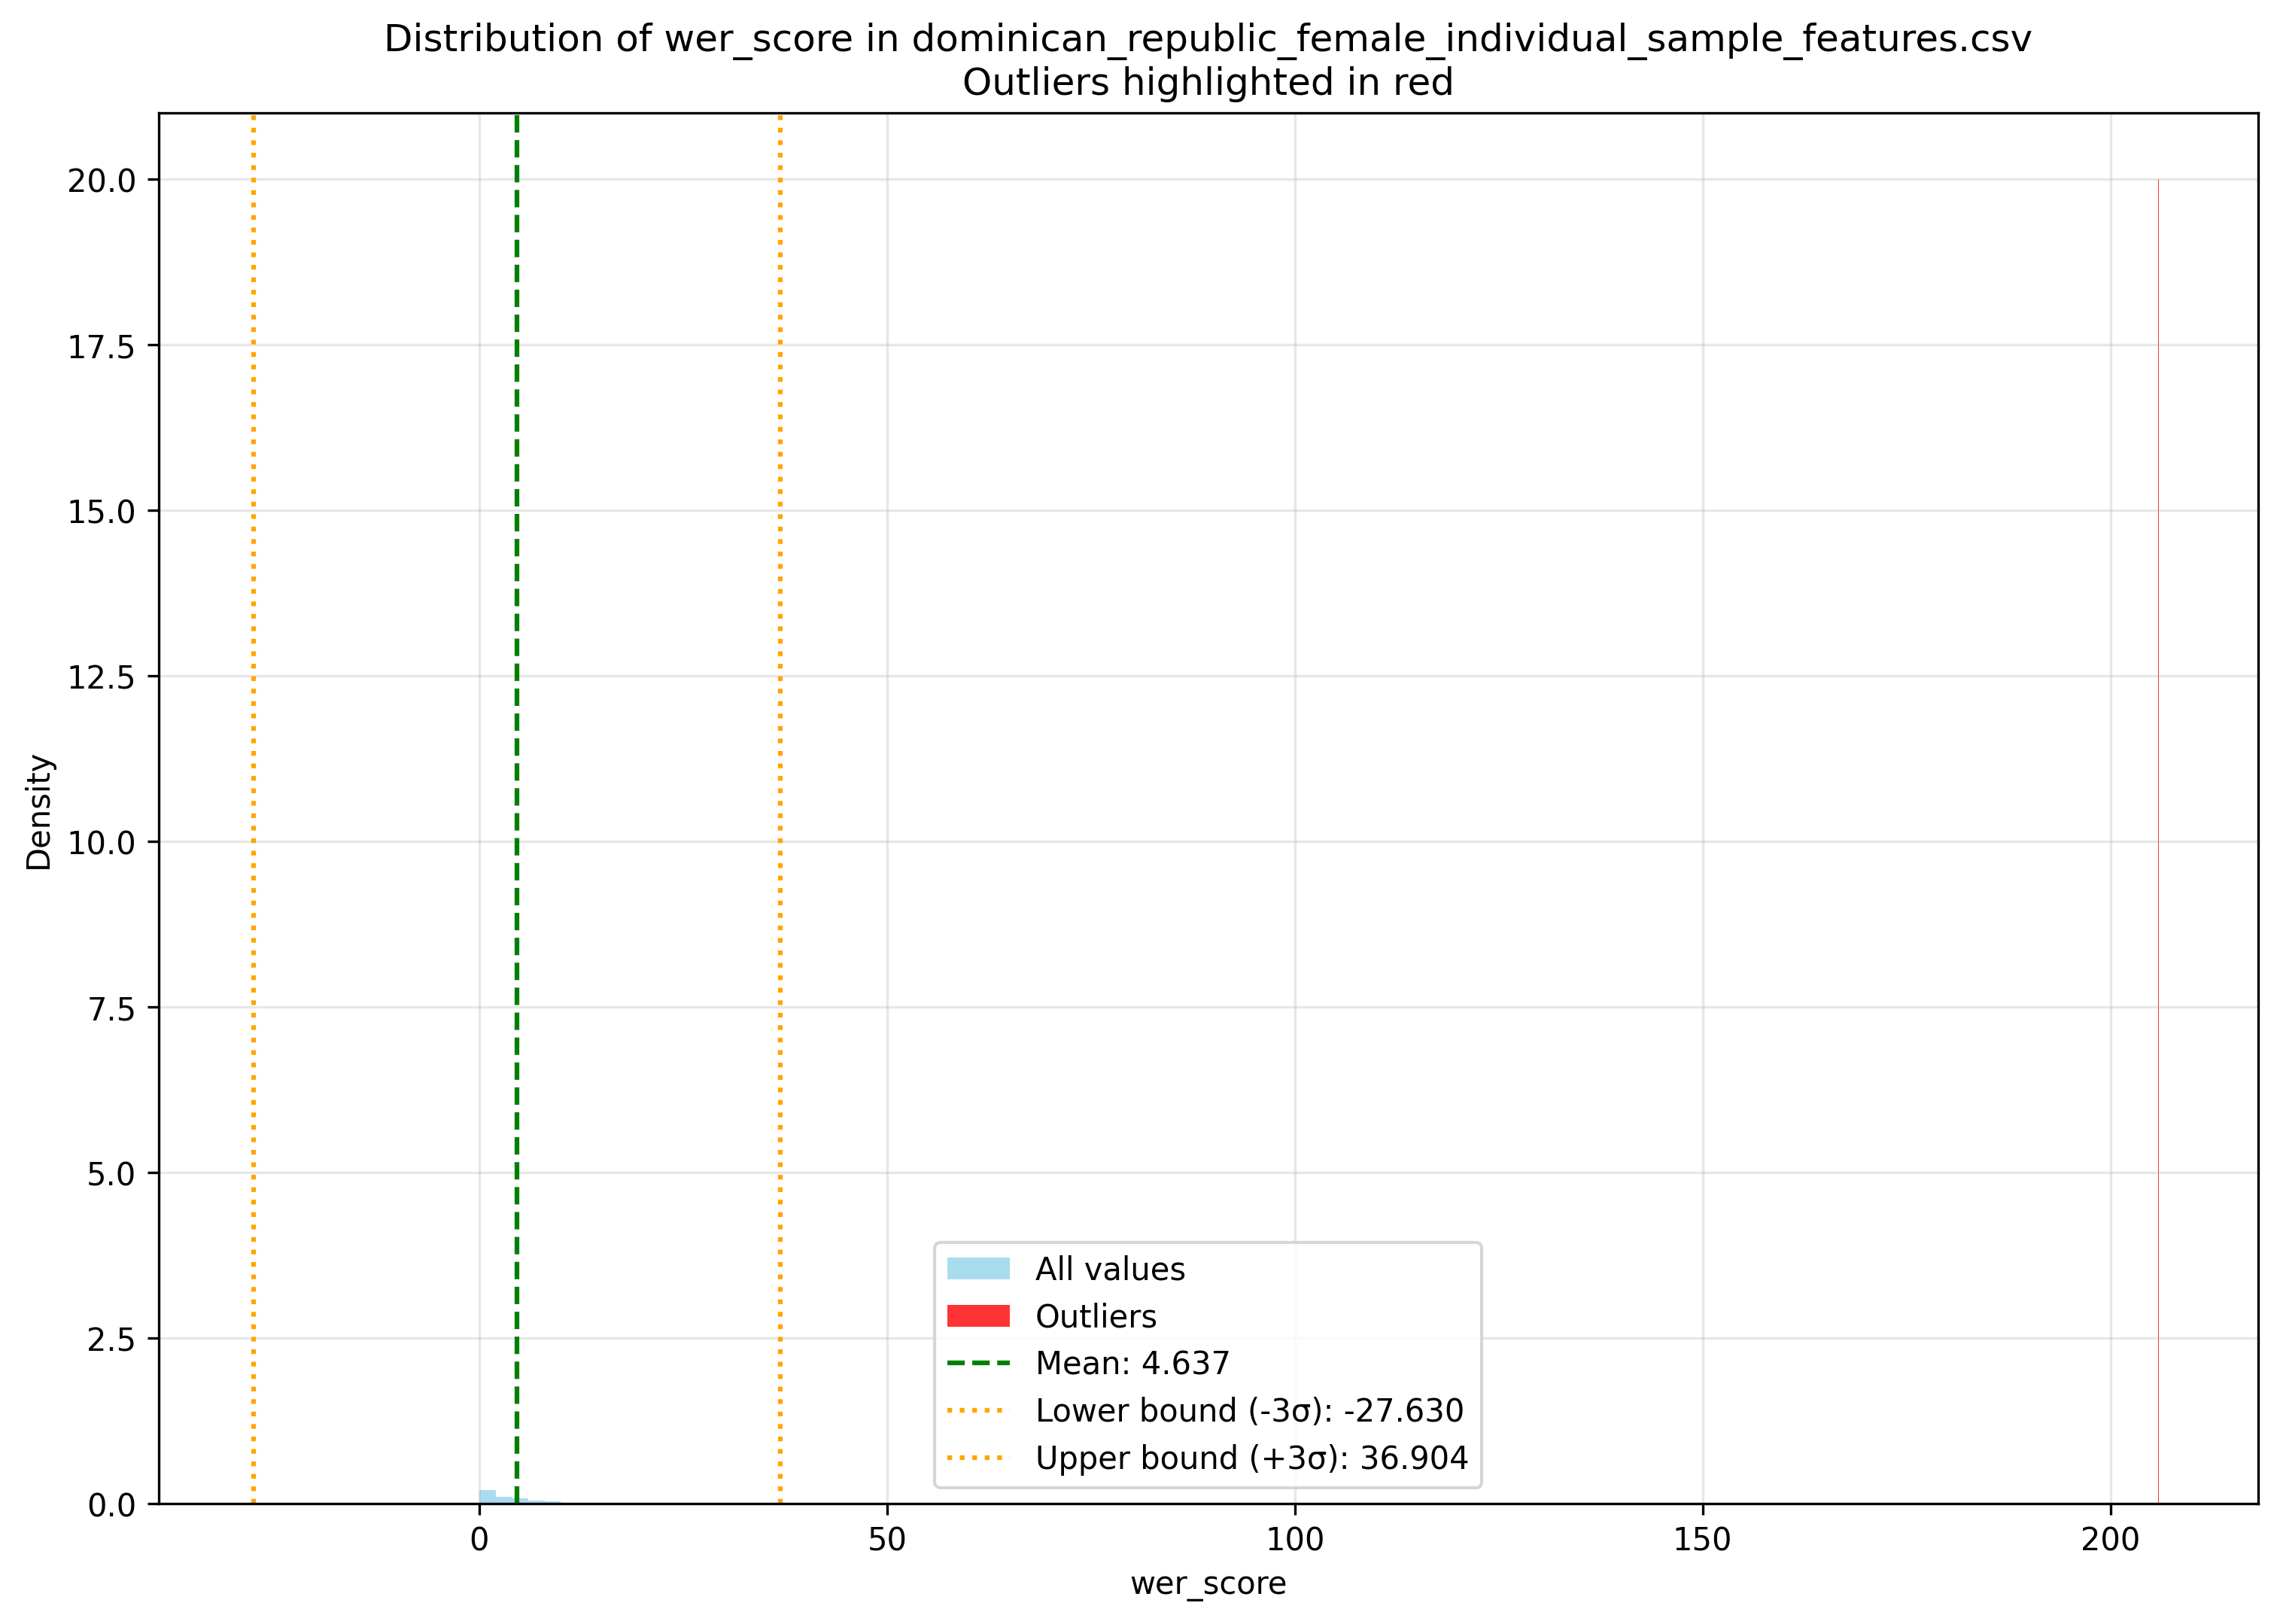 Distribution of wer_score in dominican_republic_female_individual_sample_features.csv
Outliers highlighted in red
20.0
17.5
15.0
12.5
10.0
7.5
5.0
2.5
0.0
Density
All values
Outliers
Mean: 4.637
Lower bound (-3σ): -27.630
Upper bound (+3σ): 36.904
0 50 100 150 200
wer_score